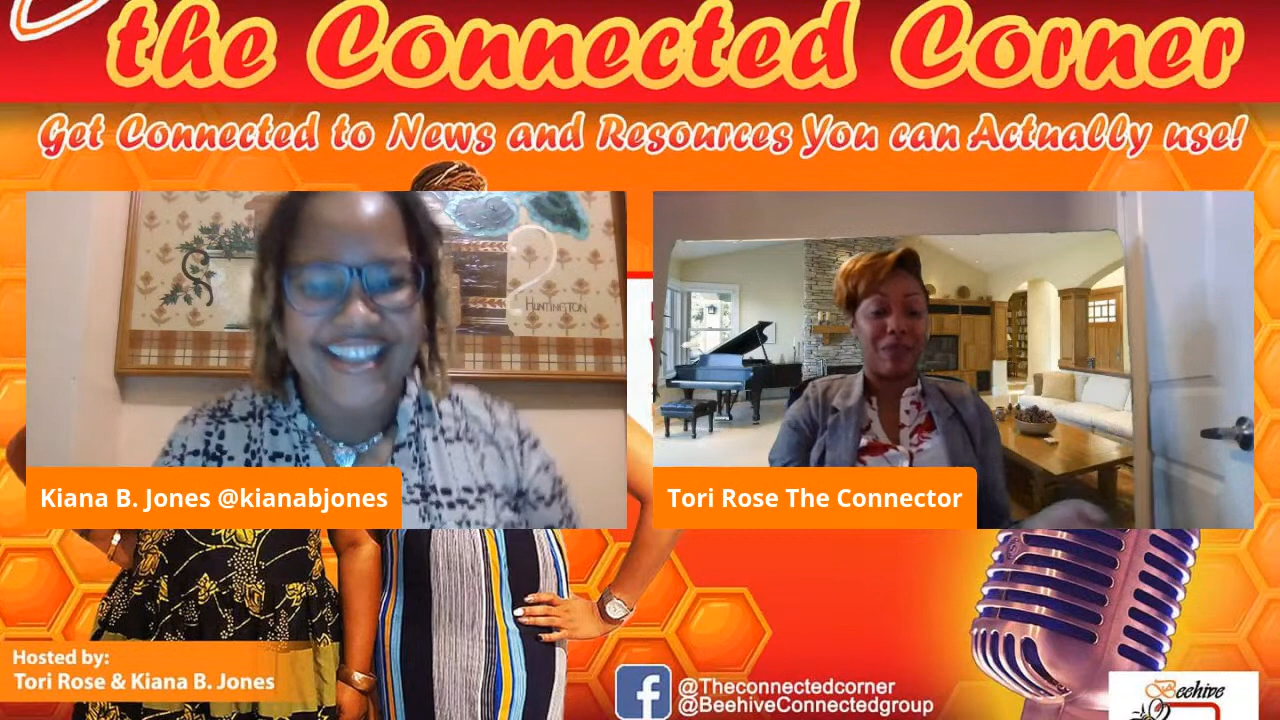 the Connected Corner
Get Connected to News and Resources You can Actually use!
HUNTINGTON
Kiana B. Jones @kianabjones
Tori Rose The Connector
Hosted by:
Tori Rose & Kiana B. Jones
@Theconnectedcorner
@BeehiveConnectedgroup
Beehive